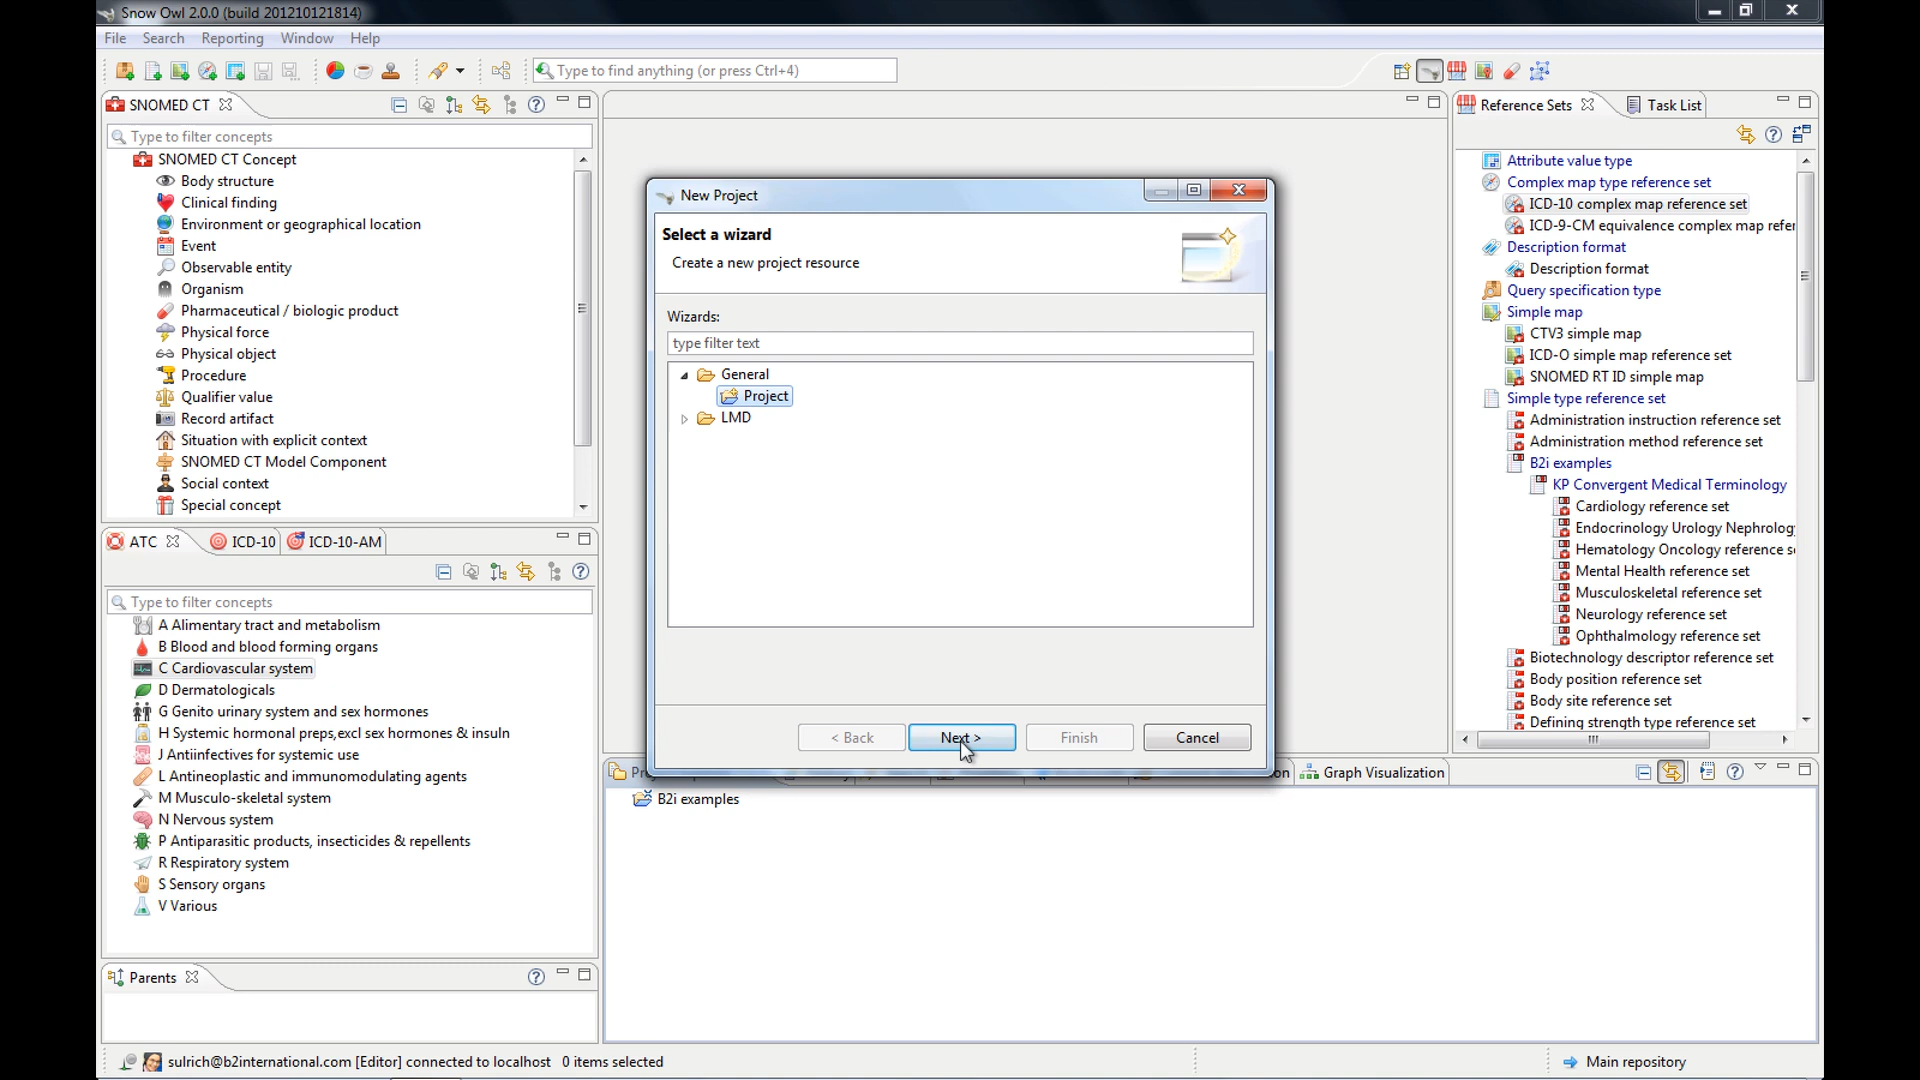 Snow Owl 2.0.0 (build 201210121814)
File Search Reporting Window Help
Type to find anything (or press Ctrl+4)
SNOMED CT
Type to filter concepts
SNOMED CT Concept
Body structure
Clinical finding
Environment or geographical location
Event
Observable entity
Organism
Pharmaceutical / biologic product
Physical force
Physical object
Procedure
Qualifier value
Record artifact
Situation with explicit context
SNOMED CT Model Component
Social context
Special concept
ATC ICD-10 ICD-10-AM
Type to filter concepts
A Alimentary tract and metabolism
B Blood and blood forming organs
C Cardiovascular system
D Dermatologicals
G Genito urinary system and sex hormones
H Systemic hormonal preps,excl sex hormones & insuln
J Antiinfectives for systemic use
L Antineoplastic and immunomodulating agents
M Musculo-skeletal system
N Nervous system
P Antiparasitic products, insecticides & repellents
R Respiratory system
S Sensory organs
V Various
Parents
New Project
Select a wizard
Create a new project resource
Wizards:
type filter text
General
Project
LMD
< Back Next > Finish Cancel
Graph Visualization
B2i examples
Reference Sets Task List
Attribute value type
Complex map type reference set
ICD-10 complex map reference set
ICD-9-CM equivalence complex map refer
Description format
Description format
Query specification type
Simple map
CTV3 simple map
ICD-O simple map reference set
SNOMED RT ID simple map
Simple type reference set
Administration instruction reference set
Administration method reference set
B2i examples
KP Convergent Medical Terminology
Cardiology reference set
Endocrinology Urology Nephrolog
Hematology Oncology reference s
Mental Health reference set
Musculoskeletal reference set
Neurology reference set
Ophthalmology reference set
Biotechnology descriptor reference set
Body position reference set
Body site reference set
Defining strength type reference set
sulrich@b2international.com [Editor] connected to localhost 0 items selected
Main repository